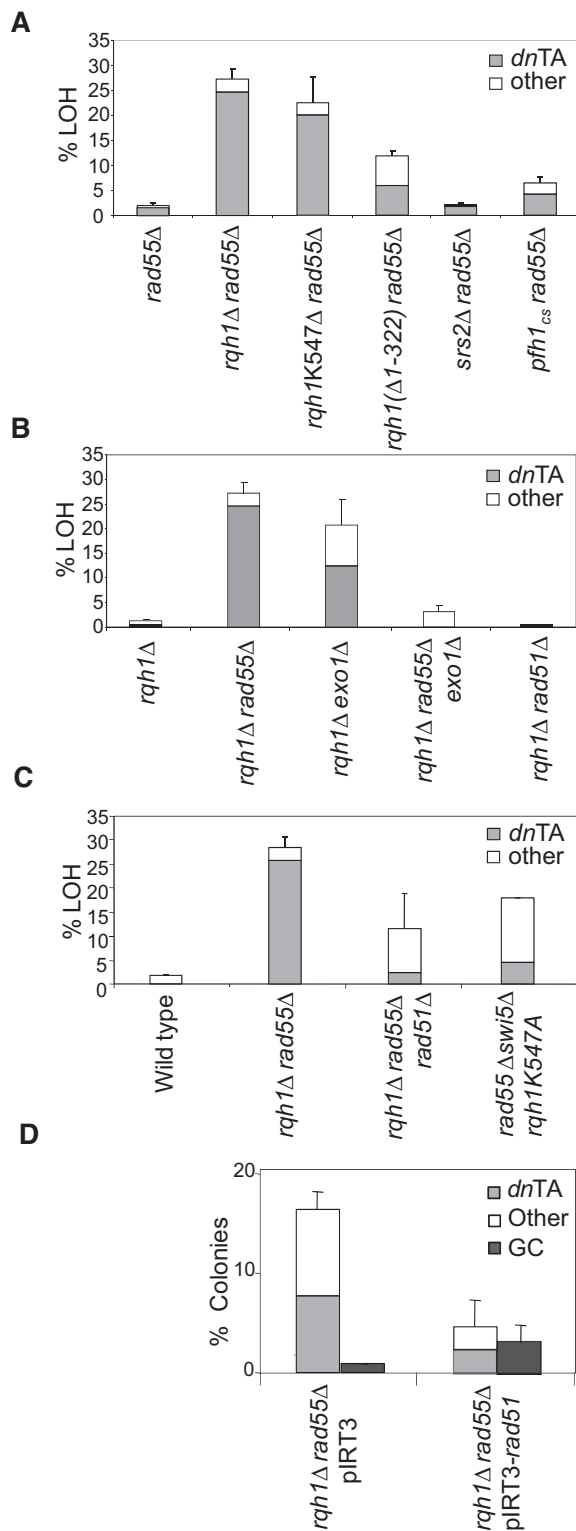 A
35
30
25
20
15
10
5
0
% LOH
dnTA
other
rad55Δ
rqh1Δ rad55Δ
rqh1K547Δ rad55Δ
rqh1(Δ1-322) rad55Δ
srs2Δ rad55Δ
pfh1cs rad55Δ
B
35
30
25
20
15
10
5
0
% LOH
dnTA
other
rqh1Δ
rqh1Δ rad55Δ
rqh1Δ exo1Δ
rqh1Δ rad55Δ
exo1Δ
rqh1Δ rad51Δ
C
35
30
25
20
15
10
5
0
% LOH
dnTA
other
Wild type
rqh1Δ rad55Δ
rqh1Δ rad55Δ
rad51Δ
rad55 Δswi5Δ
rqh1K547A
D
20
10
0
% Colonies
dnTA
Other
GC
rqh1Δ rad55Δ
pIRT3
rqh1Δ rad55Δ
pIRT3-rad51